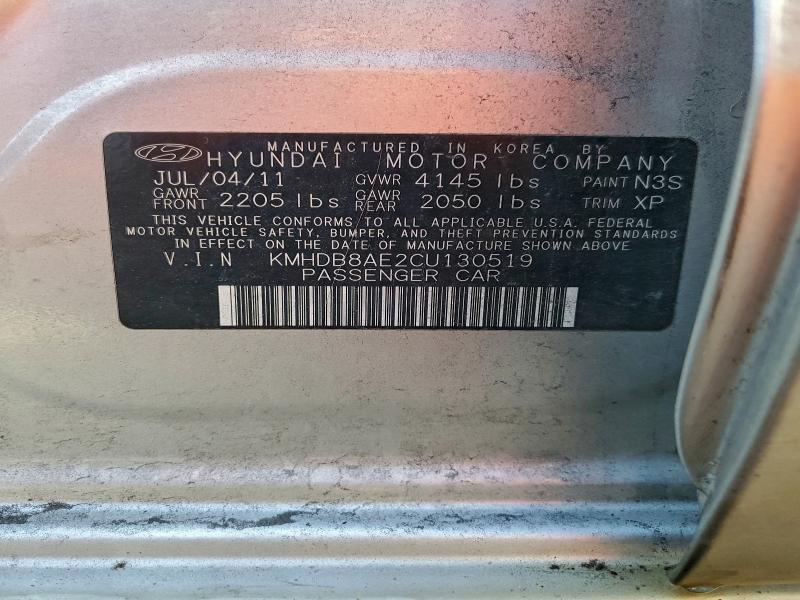 MANUFACTURED IN KOREA BY
HYUNDAI MOTOR COMPANY
JUL/04/11 GVWR 4145 lbs PAINT N3S
GAWR FRONT 2205 lbs GAWR REAR 2050 lbs TRIM XP
THIS VEHICLE CONFORMS TO ALL APPLICABLE U.S.A. FEDERAL
MOTOR VEHICLE SAFETY, BUMPER, AND THEFT PREVENTION STANDARDS
IN EFFECT ON THE DATE OF MANUFACTURE SHOWN ABOVE
V.I.N KMHDB8AE2CU130519
PASSENGER CAR